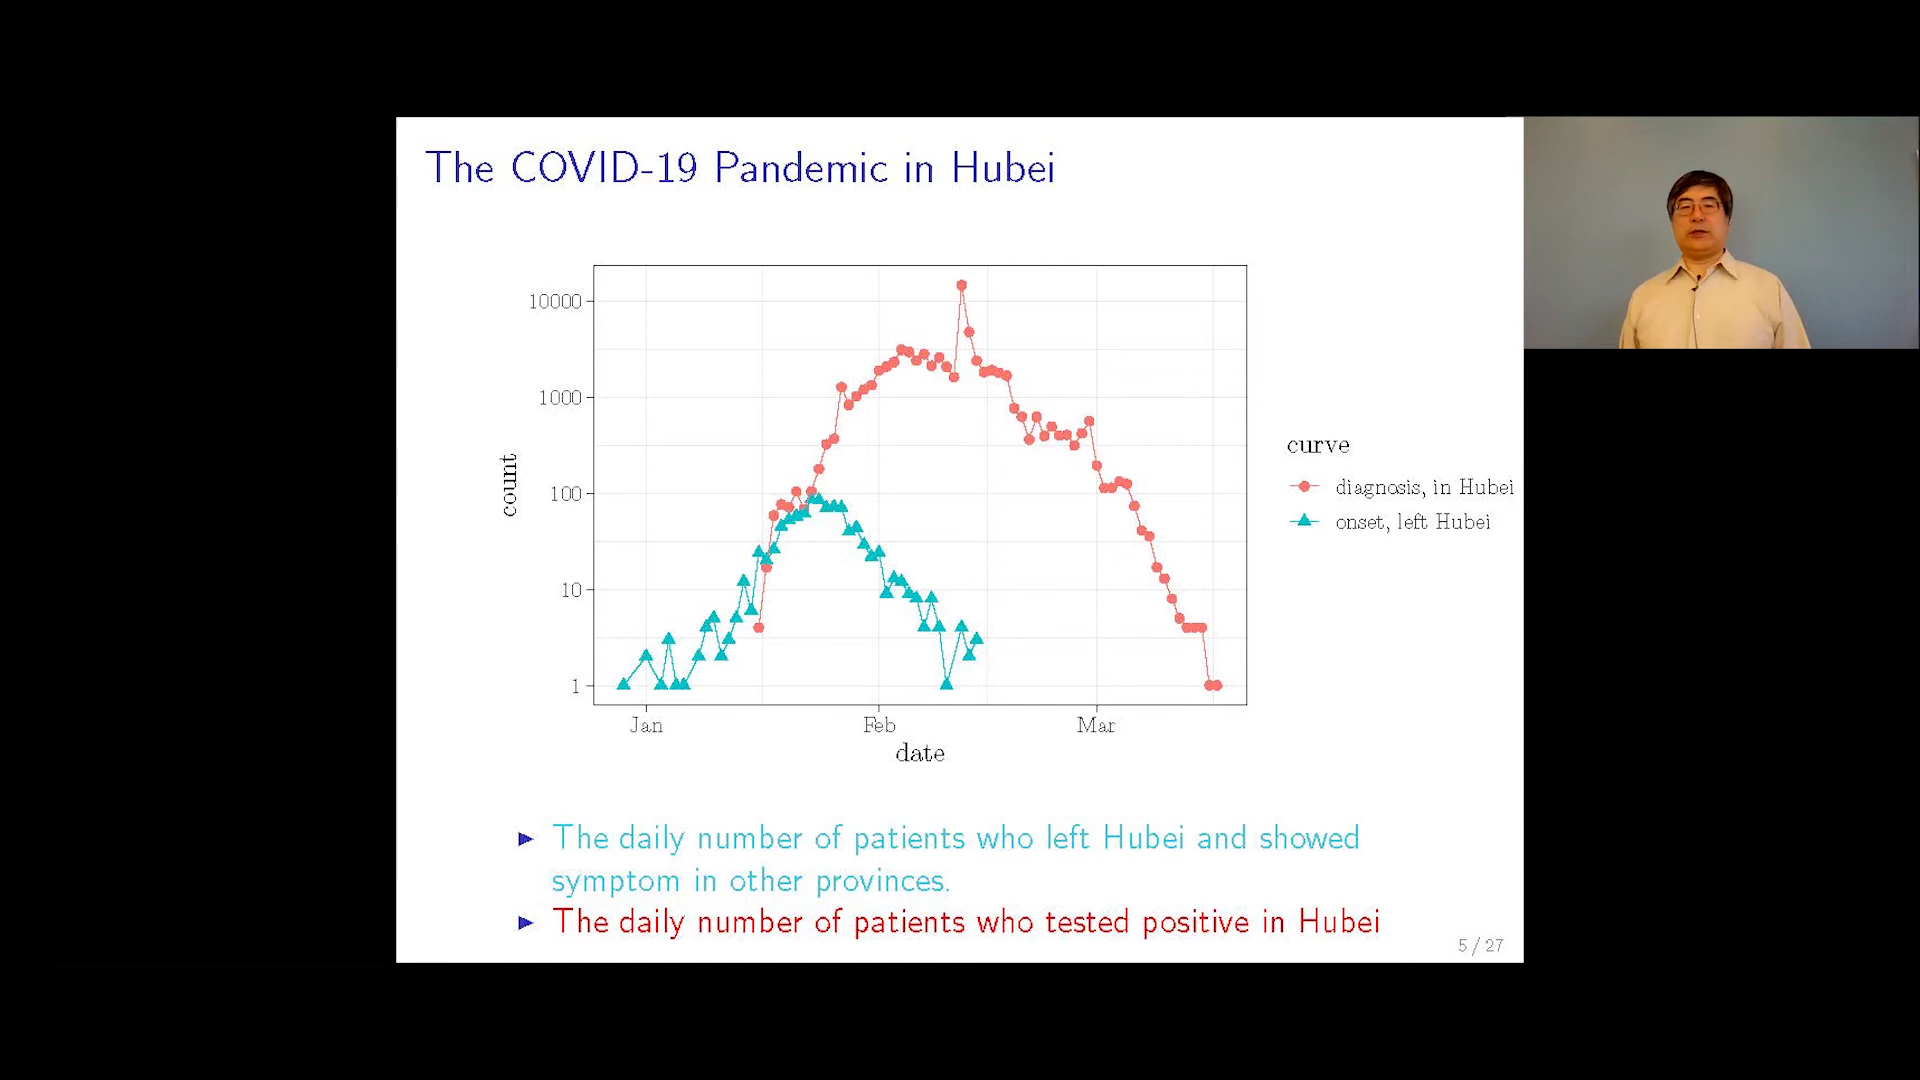 The COVID-19 Pandemic in Hubei
10000
1000
100
10
1
count
Jan
Feb
Mar
date
curve
diagnosis, in Hubei
onset, left Hubei
The daily number of patients who left Hubei and showed
symptom in other provinces.
The daily number of patients who tested positive in Hubei
5 / 27